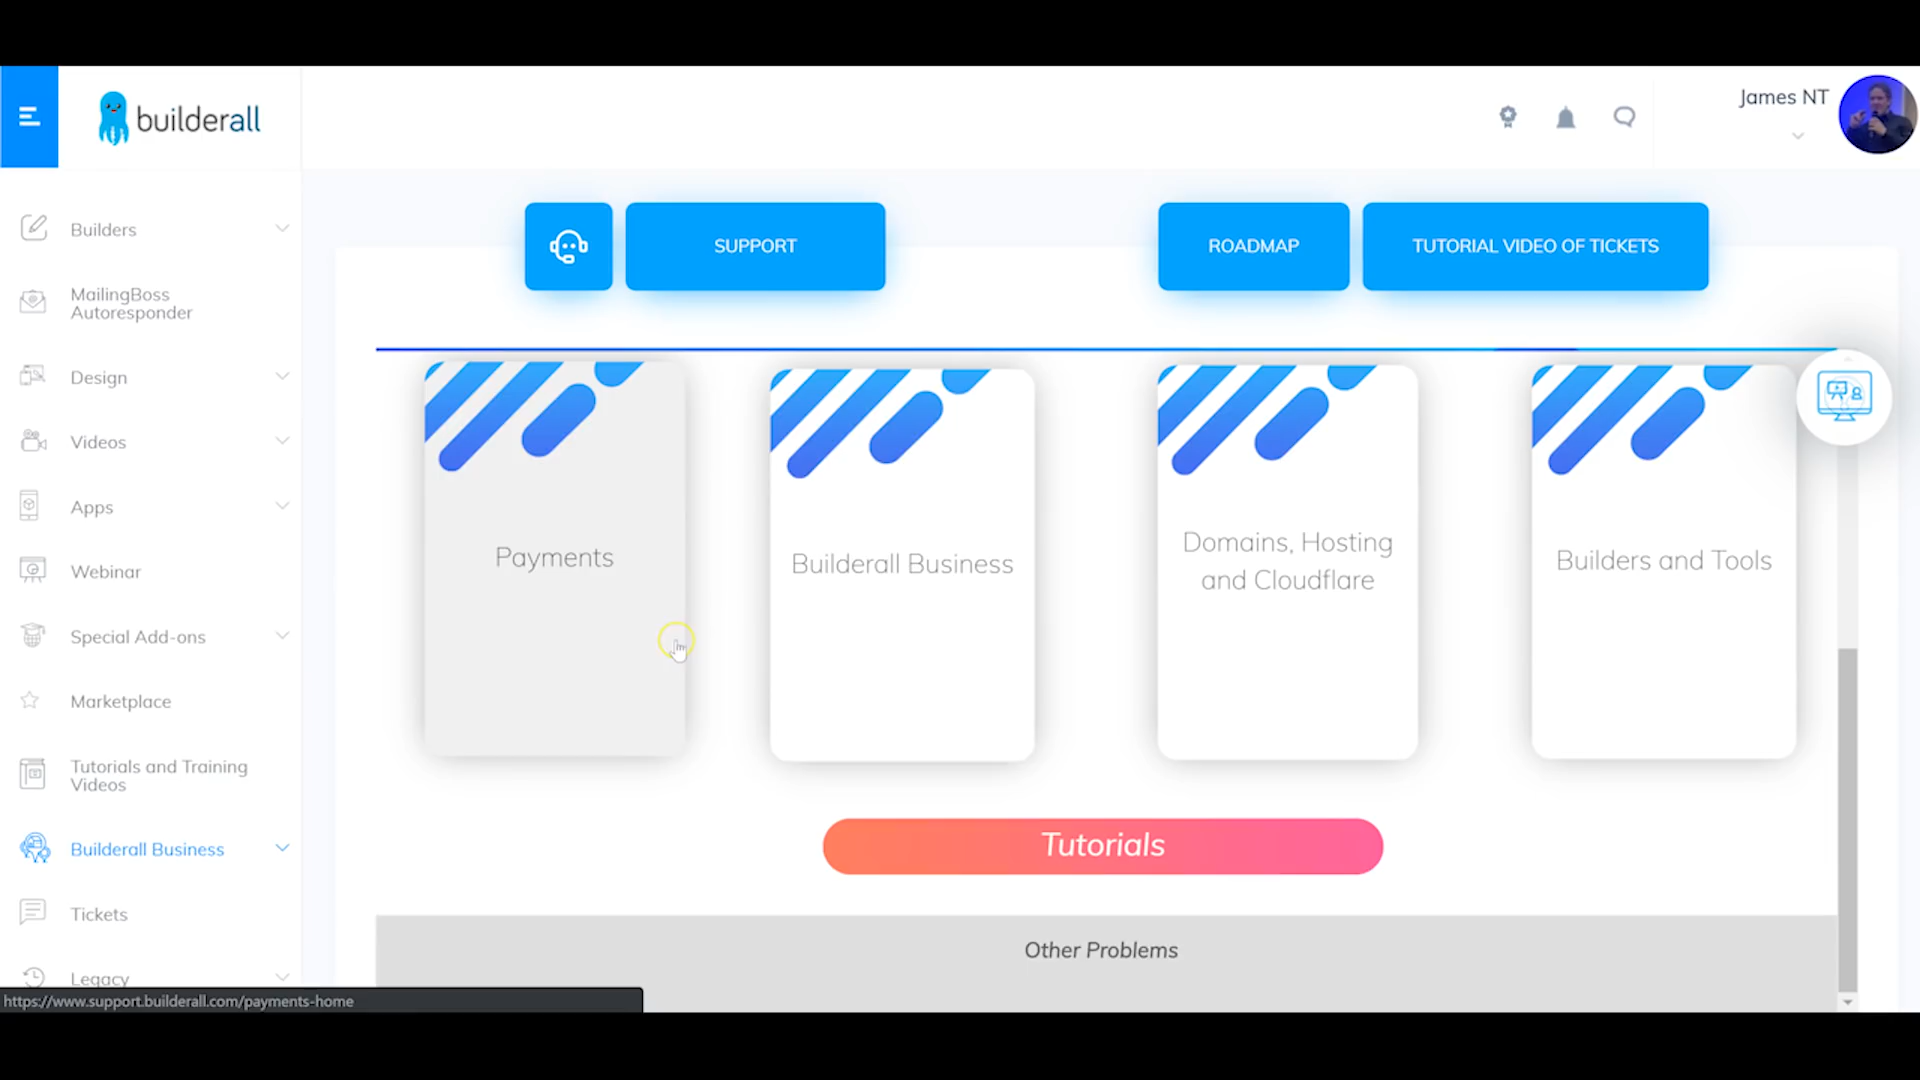 builderall
James NT
Builders
MailingBoss
Autoresponder
Design
Videos
Apps
Webinar
Special Add-ons
Marketplace
Tutorials and Training
Videos
Builderall Business
Tickets
Legacy
SUPPORT
ROADMAP
TUTORIAL VIDEO OF TICKETS
Payments
Builderall Business
Domains, Hosting
and Cloudflare
Builders and Tools
Tutorials
Other Problems
https://www.support.builderall.com/payments-home